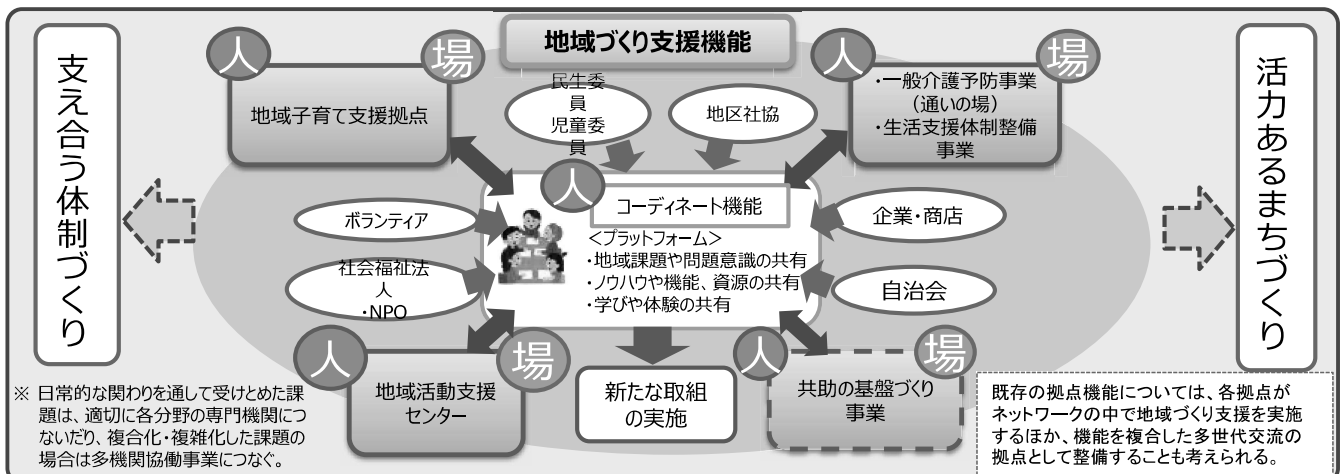 地域づくり支援機能
支え合う体制づくり
人
場
地域子育て支援拠点
民生委
員
児童委
員
地区社協
人
場
・一般介護予防事業
（通いの場）
・生活支援体制整備
事業
活力あるまちづくり
人
コーディネート機能
<プラットフォーム>
・地域課題や問題意識の共有
・ノウハウや機能、資源の共有
・学びや体験の共有
ボランティア
社会福祉法
人
・NPO
企業・商店
自治会
人
場
地域活動支援
センター
新たな取組
の実施
人
場
共助の基盤づくり
事業
※ 日常的な関わりを通して受けとめた課
題は、適切に各分野の専門機関につ
ないだり、複合化・複雑化した課題の
場合は多機関協働事業につなぐ。
既存の拠点機能については、各拠点が
ネットワークの中で地域づくり支援を実施
するほか、機能を複合した多世代交流の
拠点として整備することも考えられる。